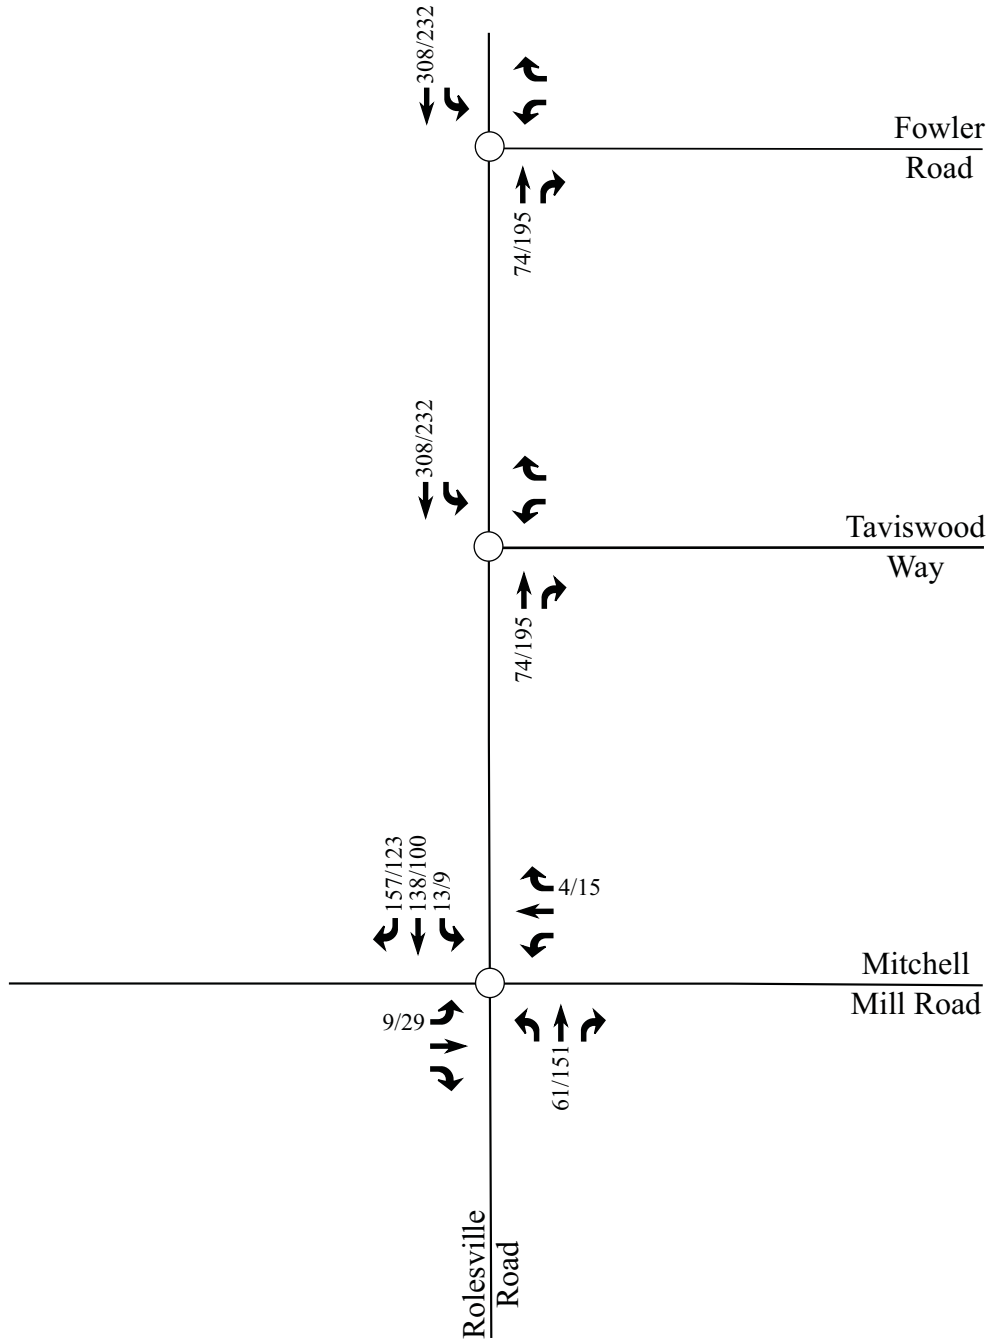 308/232
Fowler
Road
74/195
308/232
Taviswood
Way
74/195
157/123
138/100
13/9
4/15
Mitchell
Mill Road
9/29
61/151
Rolesville
Road